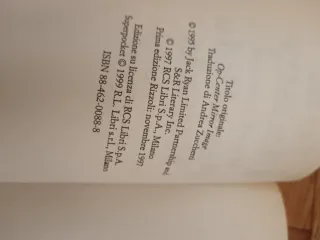 Titolo originale:
Op-Center Mirror Image
Traduzione di Andrea Zucchetti
© 1995 by Jack Ryan Limited Partnership and
S&R Literary Inc.
© 1997 RCS Libri S.p.A., Milano
Prima edizione Rizzoli: novembre 1997
Edizione su licenza di RCS Libri S.p.A.
Superpocket © 1999 R.L. Libri s.r.l., Milano
ISBN 88-462-0088-8